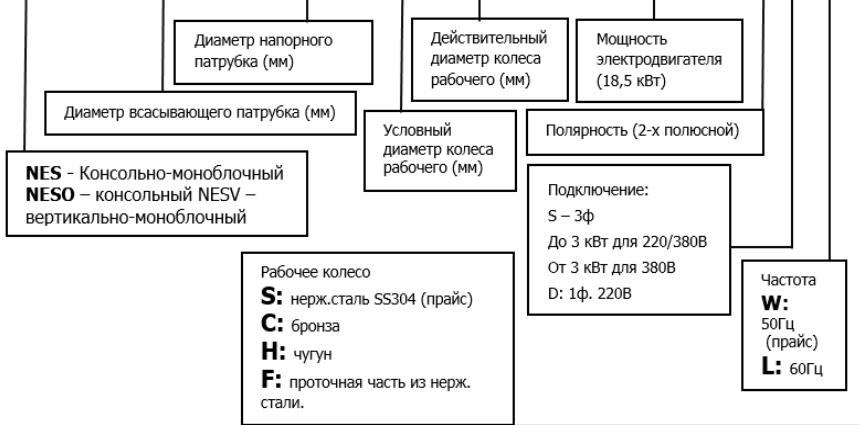 Диаметр напорного
патрубка (мм)
Действительный
диаметр колеса
рабочего (мм)
Мощность
электродвигателя
(18,5 кВт)
Диаметр всасывающего патрубка (мм)
Условный
диаметр колеса
рабочего (мм)
Полярность (2-х полюсной)
NES - Консольно-моноблочный
NESO – консольный NESV –
вертикально-моноблочный
Подключение:
S – 3ф
До 3 кВт для 220/380В
От 3 кВт для 380В
D: 1ф. 220В
Рабочее колесо
S: нерж.сталь SS304 (прайс)
C: бронза
H: чугун
F: проточная часть из нерж.
стали.
Частота
W:
50Гц
(прайс)
L: 60Гц